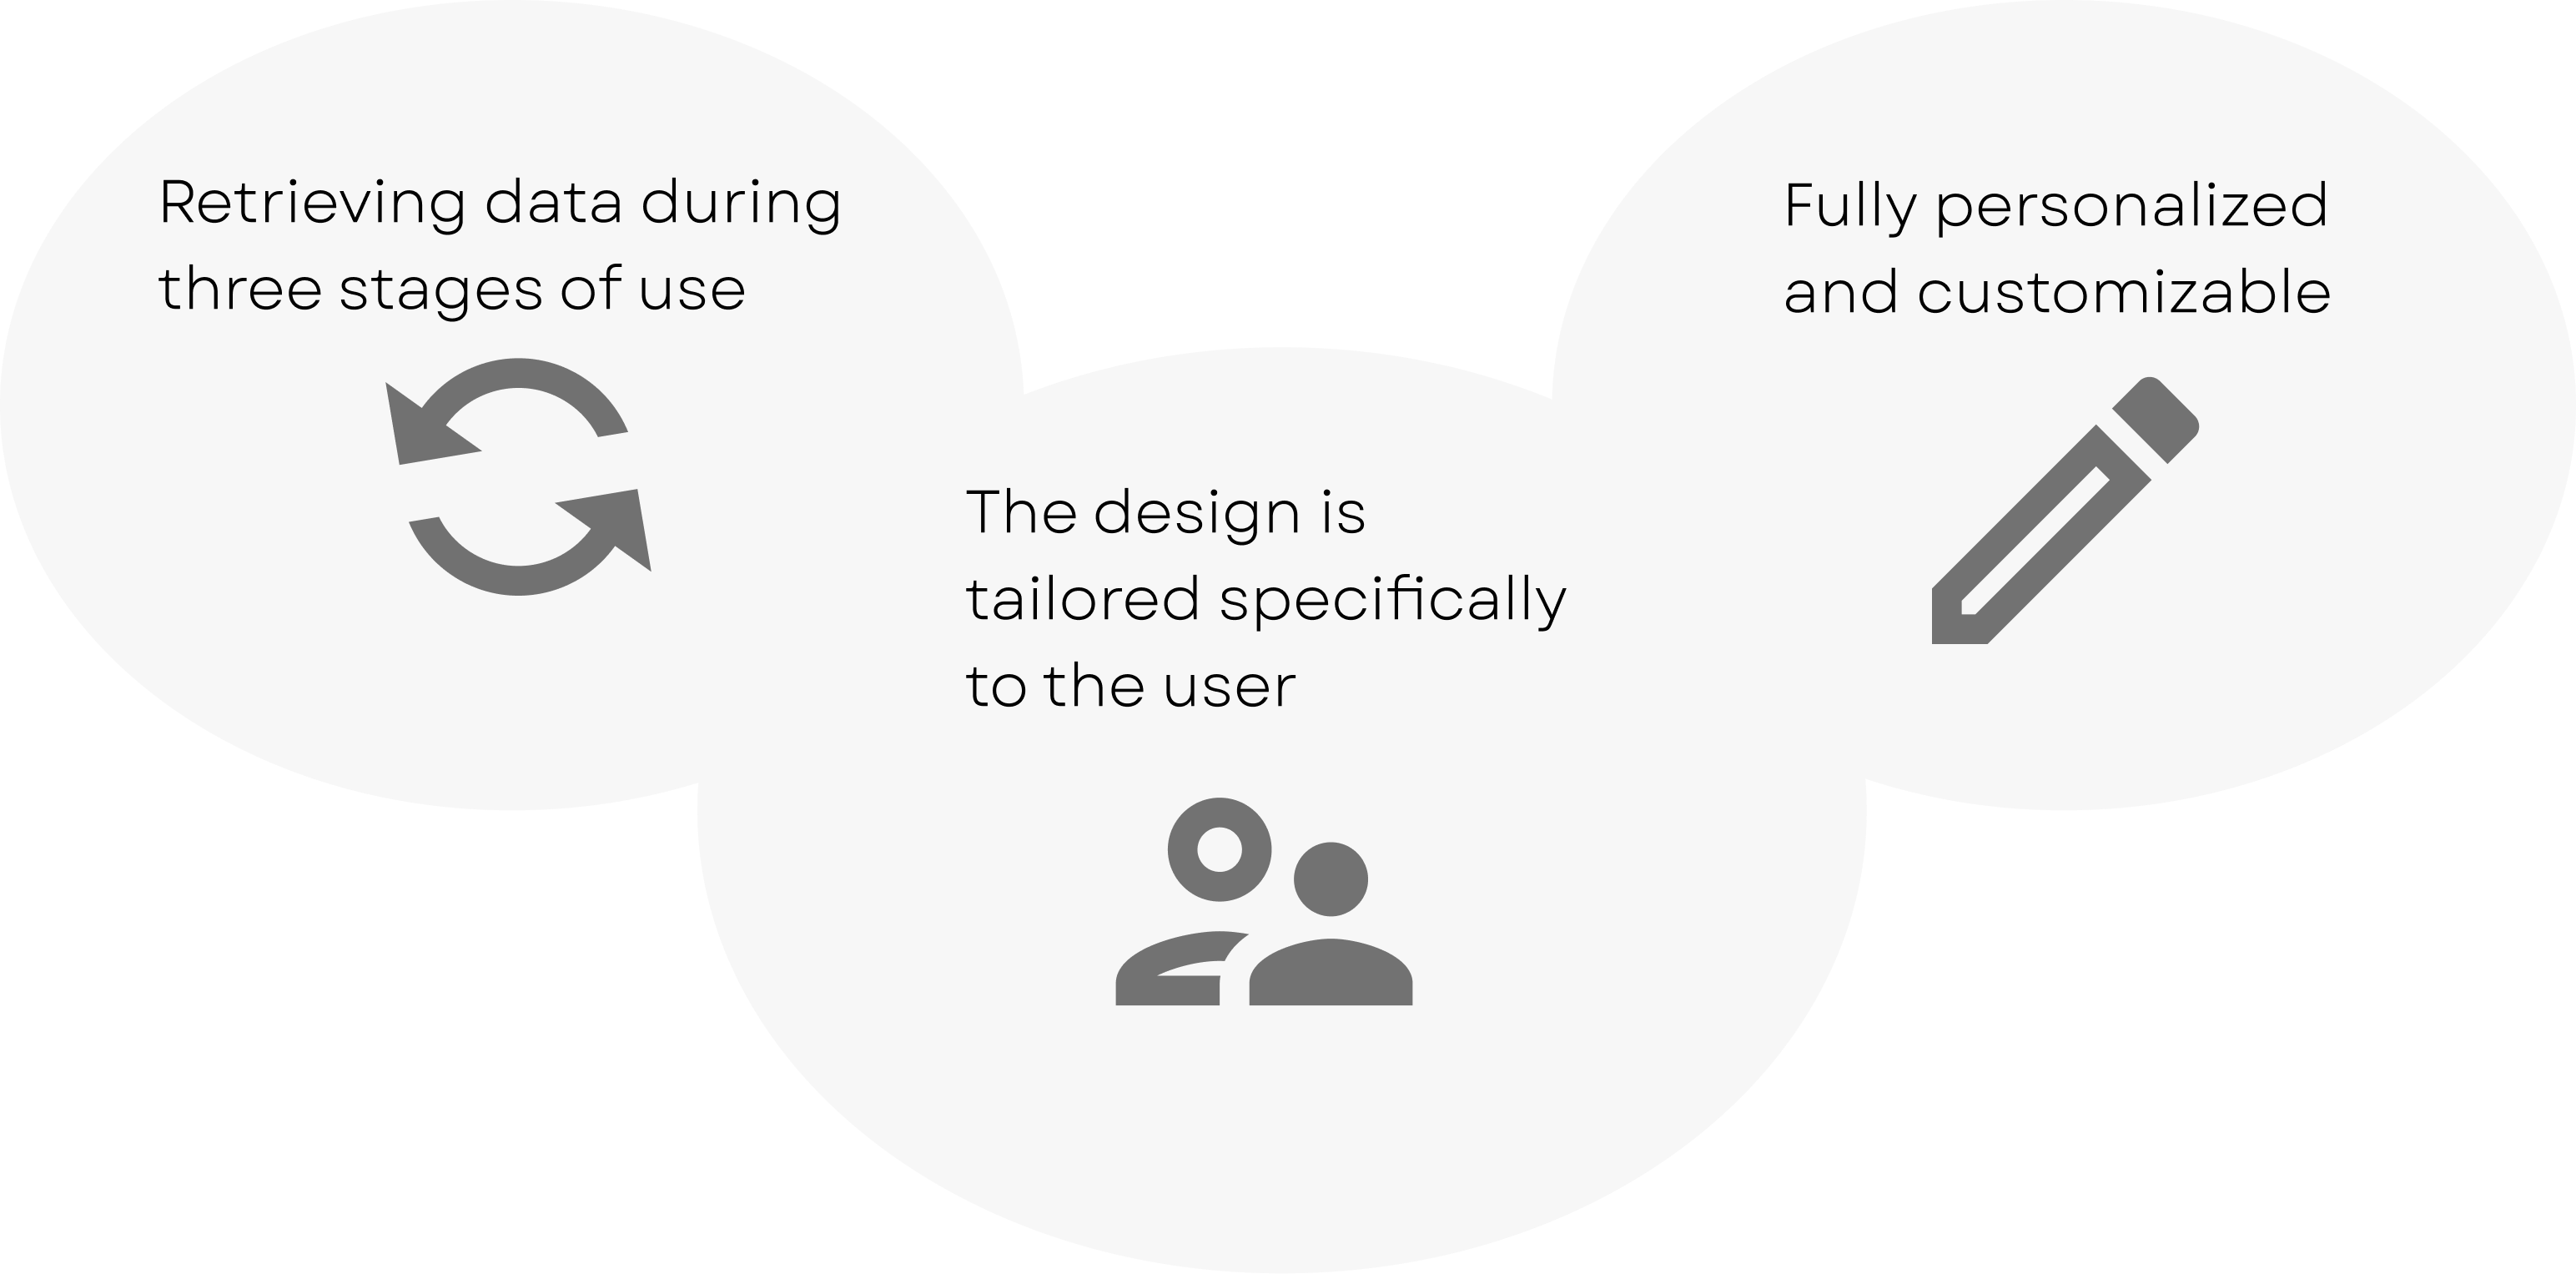 Retrieving data during
three stages of use
The design is
tailored specifically
to the user
Fully personalized
and customizable